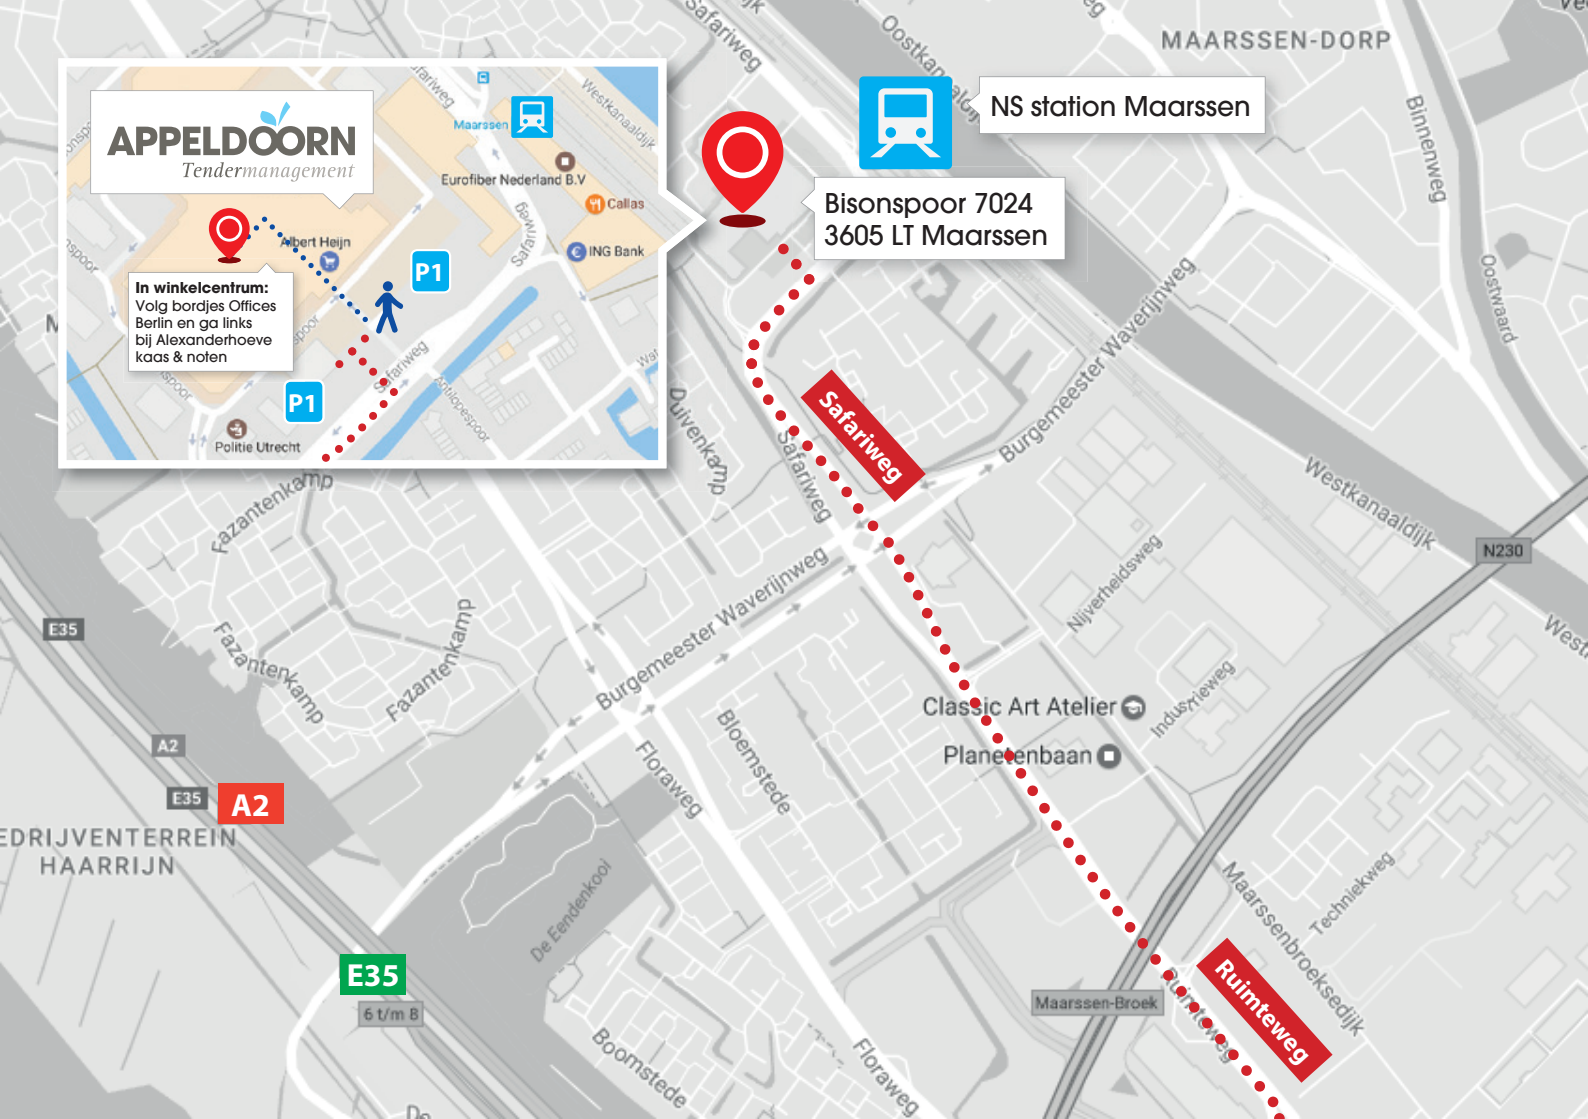 Safariweg
Oostkanaaldijk
MAARSSEN-DORP
Binnenweg
Oostwaard
NS station Maarssen
Bisonspoor 7024
3605 LT Maarssen
APPELDOORN
Tendermanagement
Safariweg
Maarssen
Westkanaaldijk
Eurofiber Nederland B.V
Callas
ING Bank
Safariweg
Albert Heijn
P1
In winkelcentrum:
Volg bordjes Offices
Berlin en ga links
bij Alexanderhoeve
kaas & noten
P1
Safariweg
Antilopespoor
Politie Utrecht
Duivenkamp
Safariweg
Safariweg
Burgemeester Waverijnweg
Westkanaaldijk
N230
Fazantenkamp
Fazantenkamp
Fazantenkamp
Burgemeester Waverijnweg
Nijverheidsweg
Industrieweg
E35
A2
E35
A2
BEDRIJVENTERREIN
HAARRIJN
Floraweg
Bloemstede
Classic Art Atelier
Planetenbaan
De Eendenkooi
E35
6 t/m 8
Maarssenbroeksedijk
Techniekweg
Maarssen-Broek
Ruimteweg
Ruimteweg
Boomstede
Floraweg